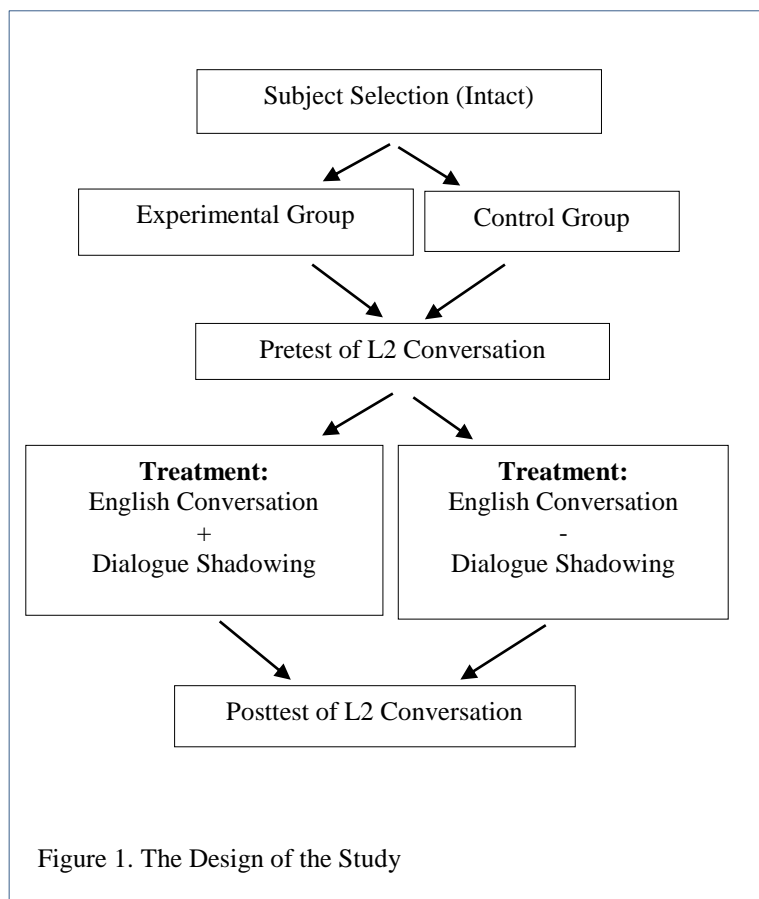 Subject Selection (Intact)
Experimental Group
Control Group
Pretest of L2 Conversation
Treatment:
English Conversation
+
Dialogue Shadowing
Treatment:
English Conversation
-
Dialogue Shadowing
Posttest of L2 Conversation
Figure 1. The Design of the Study